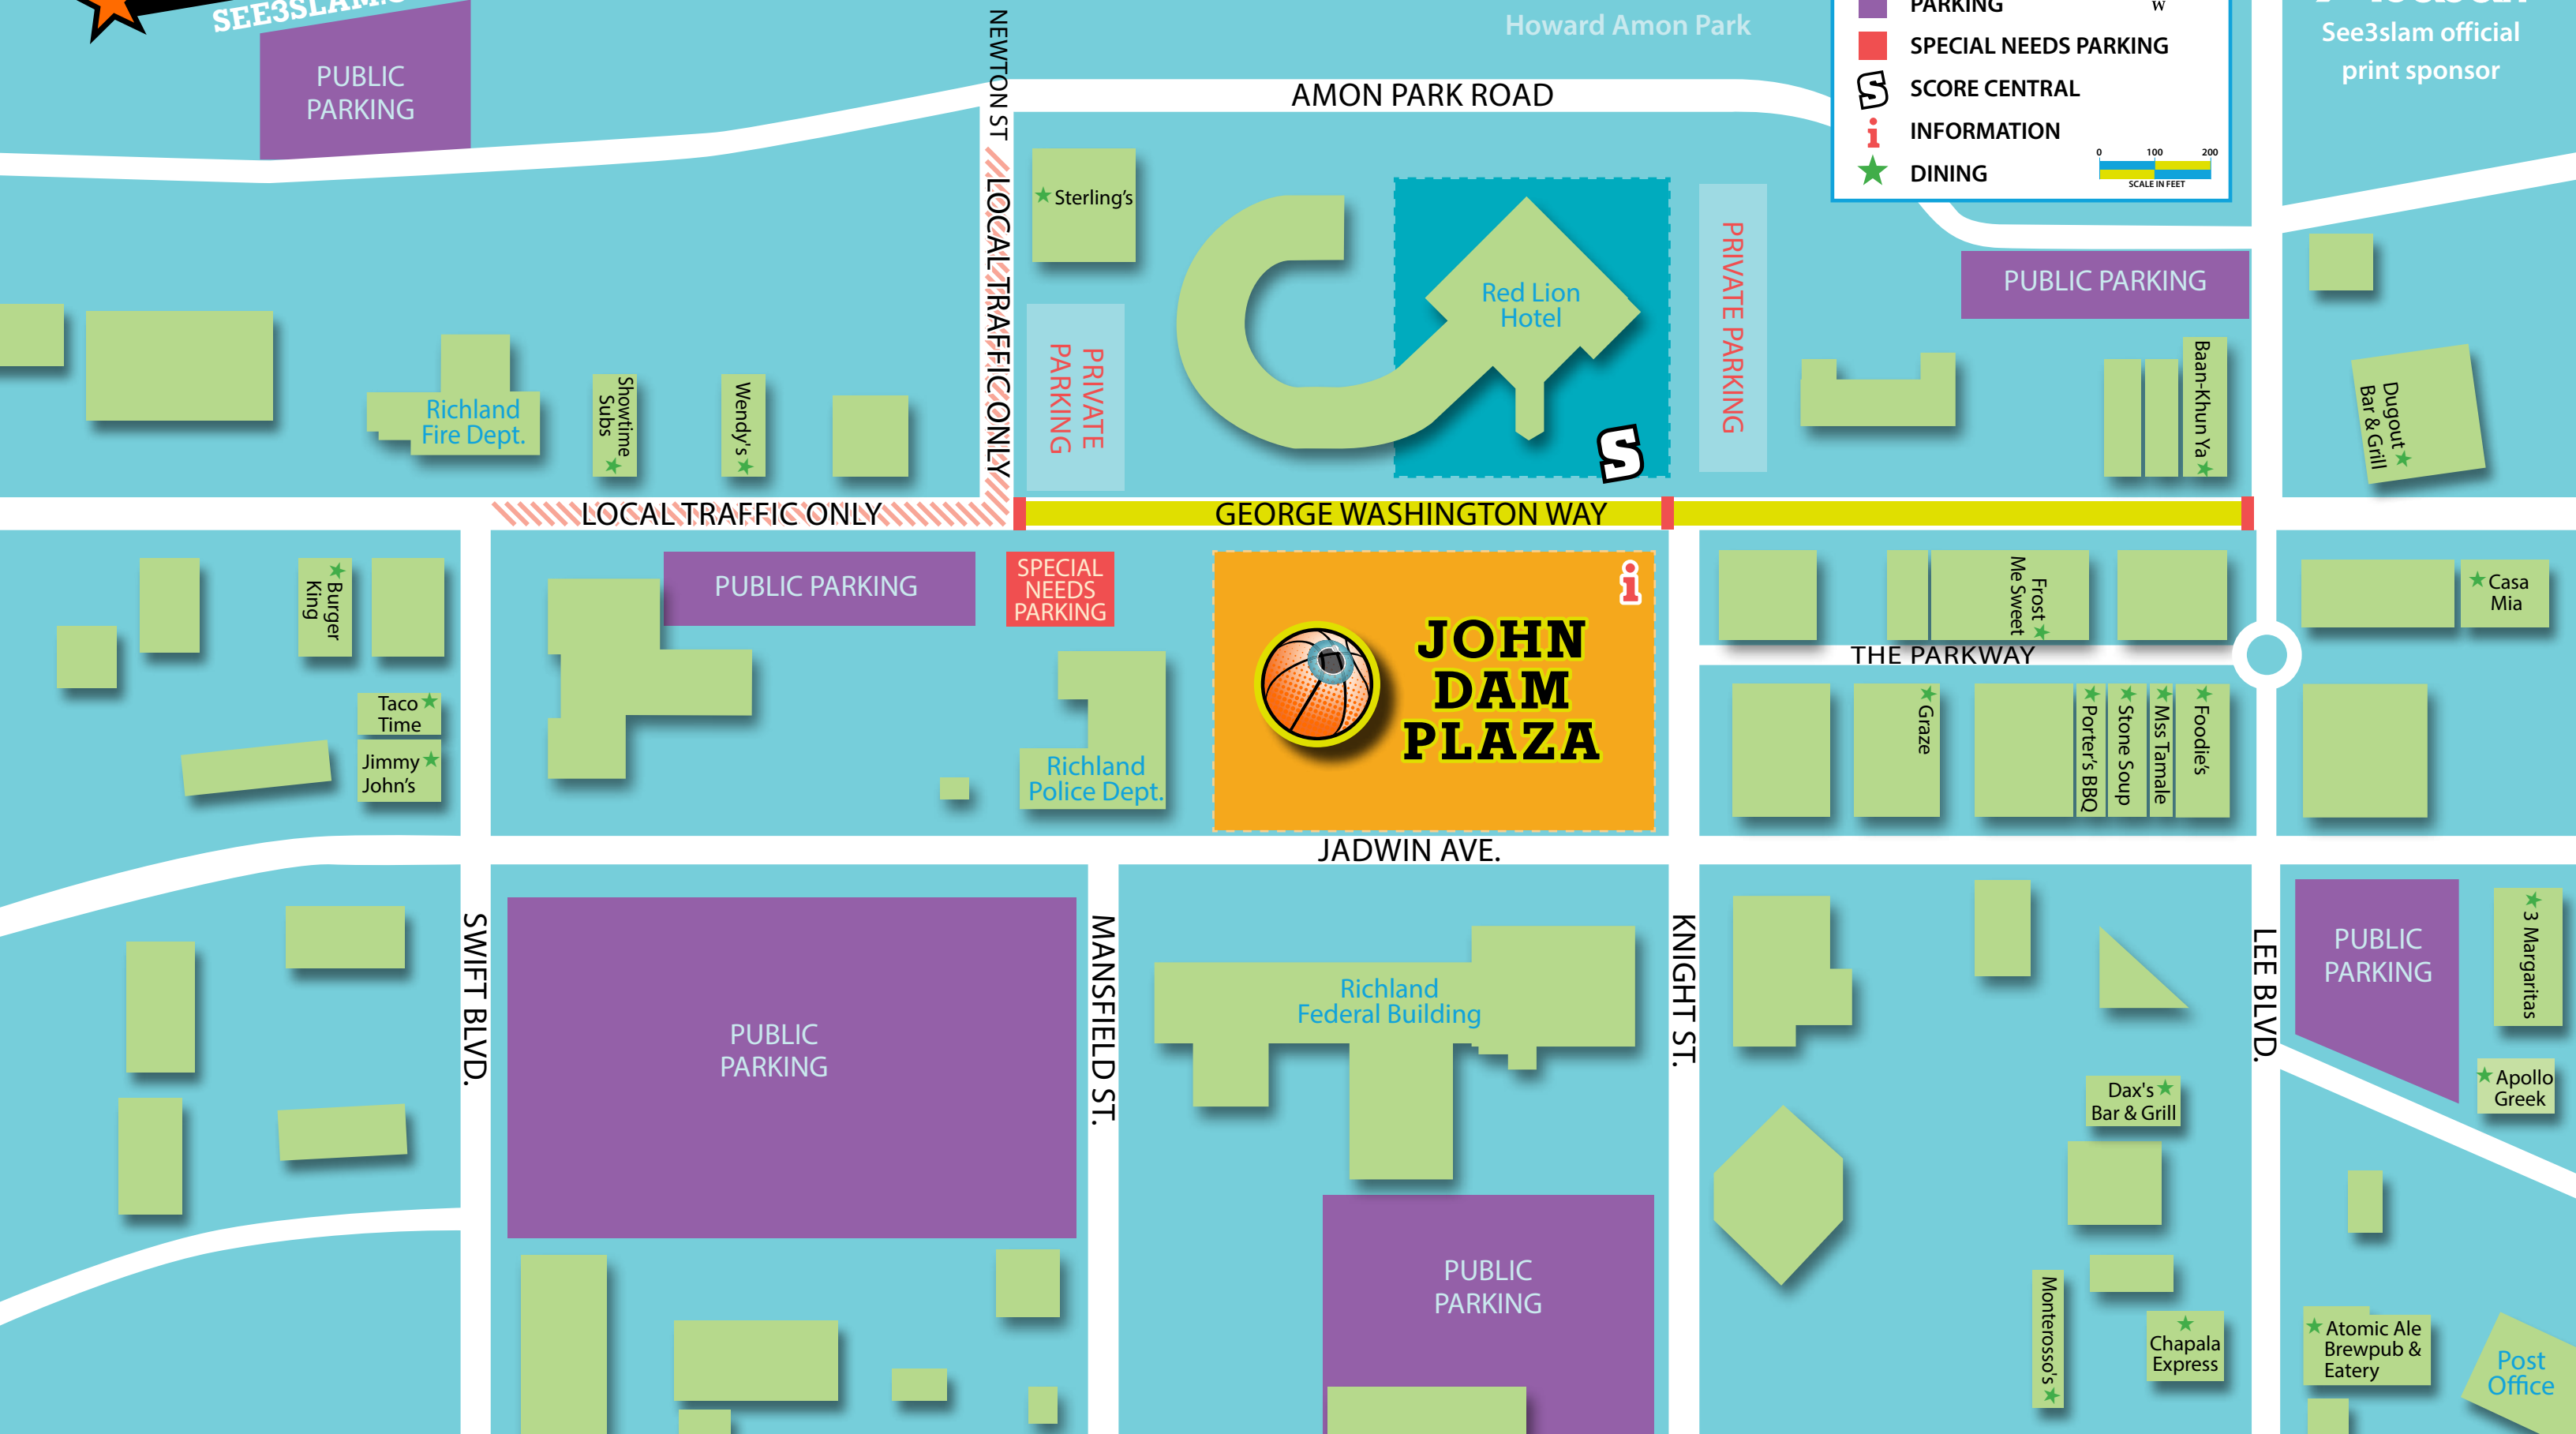 SEE3SLAM.
PUBLIC
PARKING
NEWTON ST
LOCAL TRAFFIC ONLY
Howard Amon Park
AMON PARK ROAD
PARKING
W
SPECIAL NEEDS PARKING
S
SCORE CENTRAL
i
INFORMATION
DINING
0 100 200
SCALE IN FEET
See3slam official
print sponsor
Sterling's
PRIVATE
PARKING
Red Lion
Hotel
S
PRIVATE PARKING
PUBLIC PARKING
Richland
Fire Dept.
Showtime
Subs
Wendy's
Baan-Khun Ya
Dugout
Bar & Grill
LOCAL TRAFFIC ONLY
GEORGE WASHINGTON WAY
Burger
King
PUBLIC PARKING
SPECIAL
NEEDS
PARKING
i
JOHN
DAM
PLAZA
Frost
Me Sweet
Casa
Mia
THE PARKWAY
Taco
Time
Jimmy
John's
Richland
Police Dept.
Graze
Porter's BBQ
Stone Soup
Mss Tamale
Foodie's
JADWIN AVE.
SWIFT BLVD.
PUBLIC
PARKING
MANSFIELD ST.
Richland
Federal Building
KNIGHT ST.
LEE BLVD.
PUBLIC
PARKING
3 Margaritas
Apollo
Greek
Dax's
Bar & Grill
PUBLIC
PARKING
Monterosso's
Chapala
Express
Atomic Ale
Brewpub &
Eatery
Post
Office